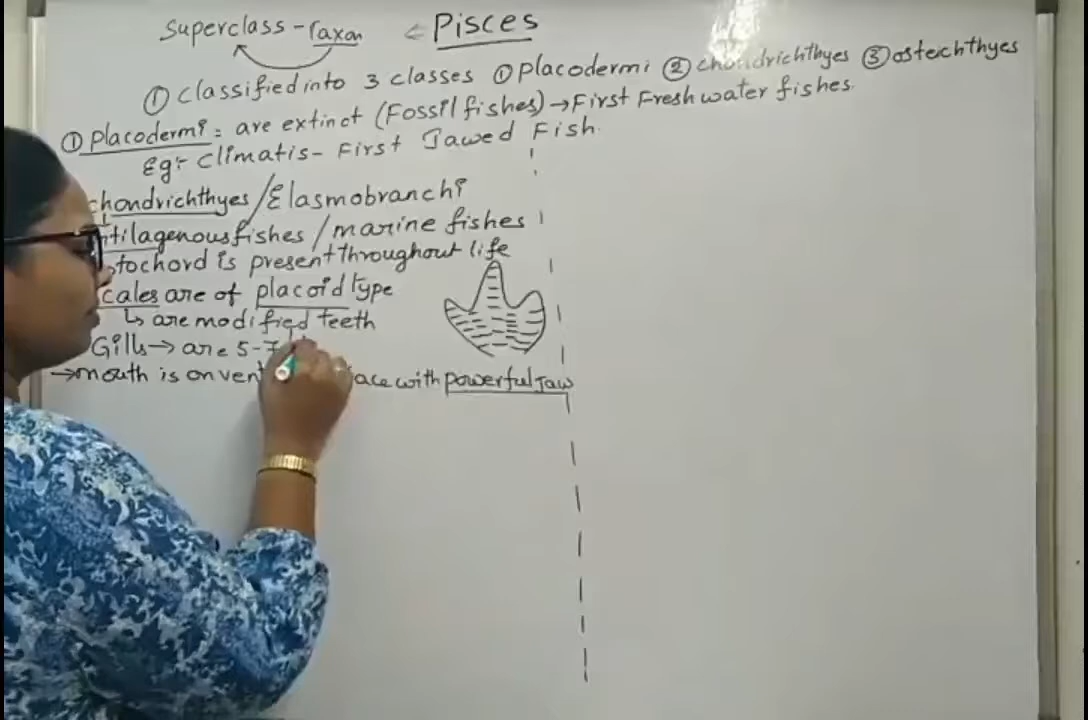 Superclass - raxon ⇐ Pisces
① classified into 3 classes ① Placodermi ② chondrichthyes ③ osteichthyes
① Placodermi: are extinct (Fossil fishes) → First Fresh water fishes.
Eg:- Climatis - First Jawed Fish.
chondrichthyes / Elasmobranchi
tilagenous fishes / marine fishes
tochord is present throughout life
cales are of placoid type
↳ are modified teeth
Gills → are 5-7
→ mouth is on vent ace with powerful Jaw